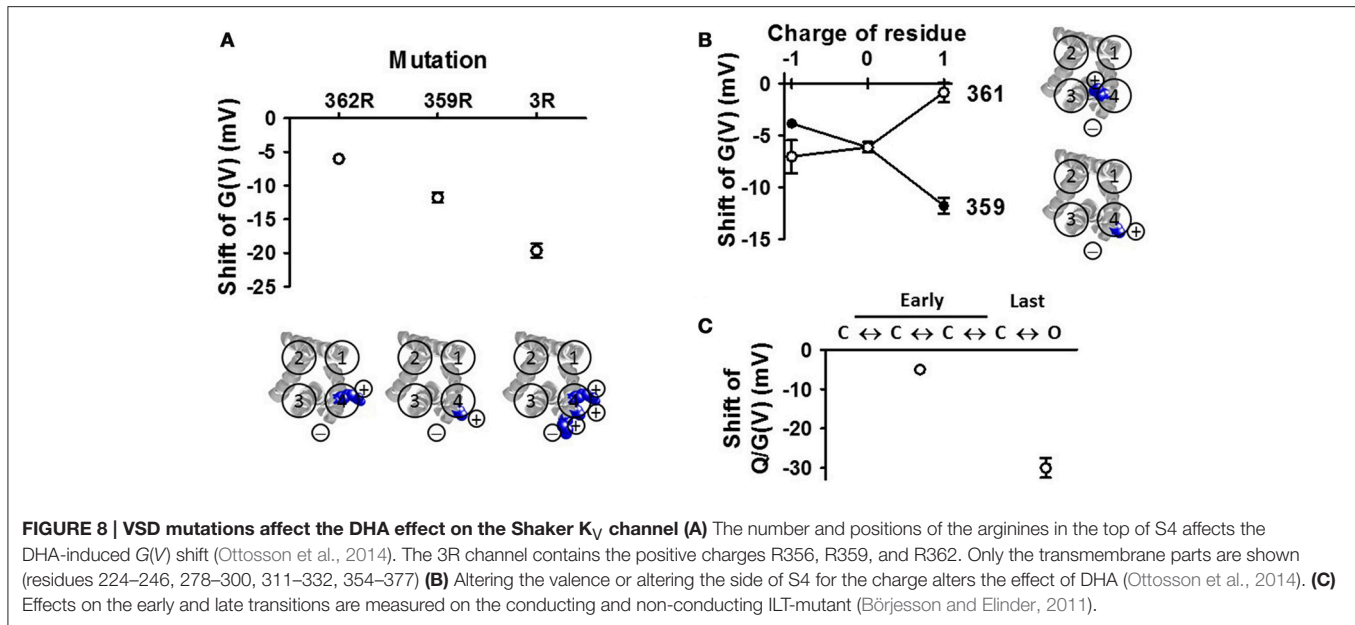 A
Mutation
362R 359R 3R
0
-5
-10
-15
-20
-25
Shift of G(V) (mV)
2 1 3 4 + −
2 1 3 4 + −
2 1 3 4 + + + −
B
Charge of residue
-1 0 1
0
-5
-10
-15
Shift of G(V) (mV)
361
359
2 1 + 3 4 −
2 1 3 4 + −
C
Early Last
C ↔ C ↔ C ↔ C ↔ O
0
-10
-20
-30
Shift of
Q/G(V) (mV)
FIGURE 8 | VSD mutations affect the DHA effect on the Shaker KV channel (A) The number and positions of the arginines in the top of S4 affects the
DHA-induced G(V) shift (Ottosson et al., 2014). The 3R channel contains the positive charges R356, R359, and R362. Only the transmembrane parts are shown
(residues 224–246, 278–300, 311–332, 354–377) (B) Altering the valence or altering the side of S4 for the charge alters the effect of DHA (Ottosson et al., 2014). (C)
Effects on the early and late transitions are measured on the conducting and non-conducting ILT-mutant (Börjesson and Elinder, 2011).